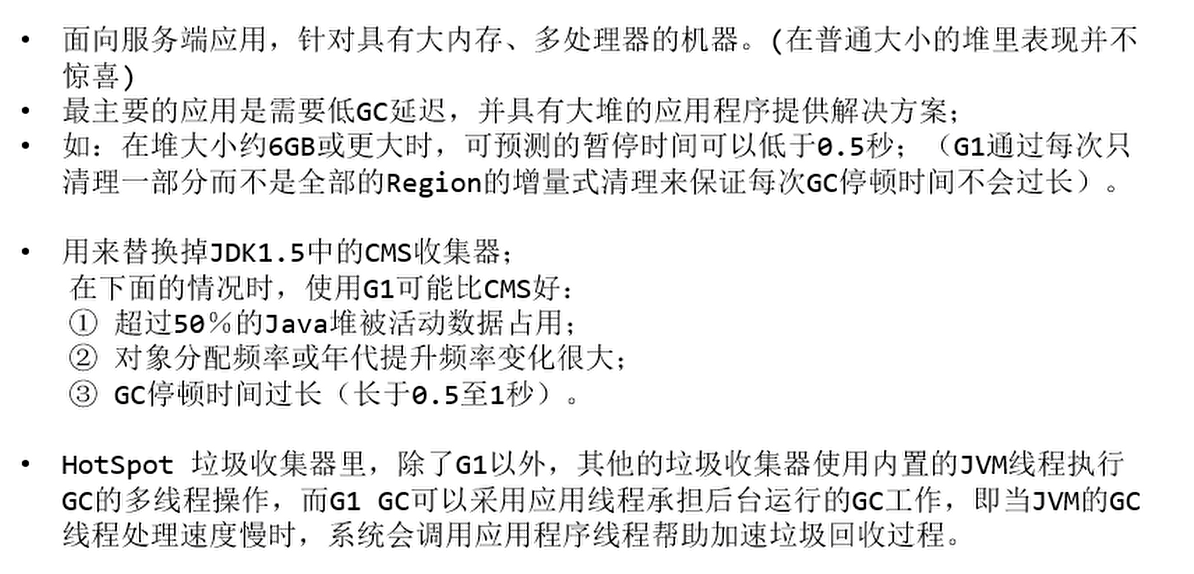 • 面向服务端应用，针对具有大内存、多处理器的机器。(在普通大小的堆里表现并不
惊喜)
• 最主要的应用是需要低GC延迟，并具有大堆的应用程序提供解决方案；
• 如：在堆大小约6GB或更大时，可预测的暂停时间可以低于0.5秒；（G1通过每次只
清理一部分而不是全部的Region的增量式清理来保证每次GC停顿时间不会过长）。
• 用来替换掉JDK1.5中的CMS收集器；
在下面的情况时，使用G1可能比CMS好：
① 超过50％的Java堆被活动数据占用；
② 对象分配频率或年代提升频率变化很大；
③ GC停顿时间过长（长于0.5至1秒）。
• HotSpot 垃圾收集器里，除了G1以外，其他的垃圾收集器使用内置的JVM线程执行
GC的多线程操作，而G1 GC可以采用应用线程承担后台运行的GC工作，即当JVM的GC
线程处理速度慢时，系统会调用应用程序线程帮助加速垃圾回收过程。